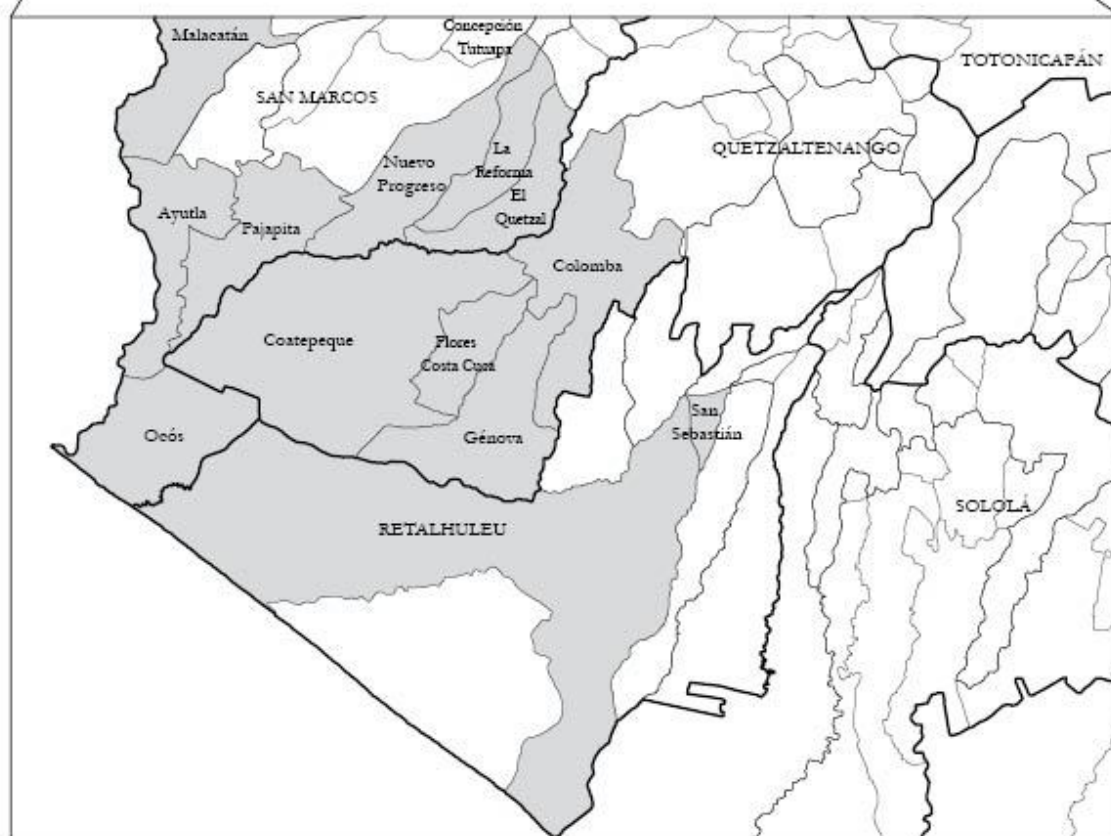 Malacatán
Concepción
Tutuapa
TOTONICAPÁN
SAN MARCOS
QUETZALTENANGO
Nuevo
Progreso
La
Reforma
El
Quetzal
Ayutla
Pajapita
Colomba
Coatepeque
Flores
Costa Cuca
San
Sebastián
Ocós
Génova
SOLOLÁ
RETALHULEU